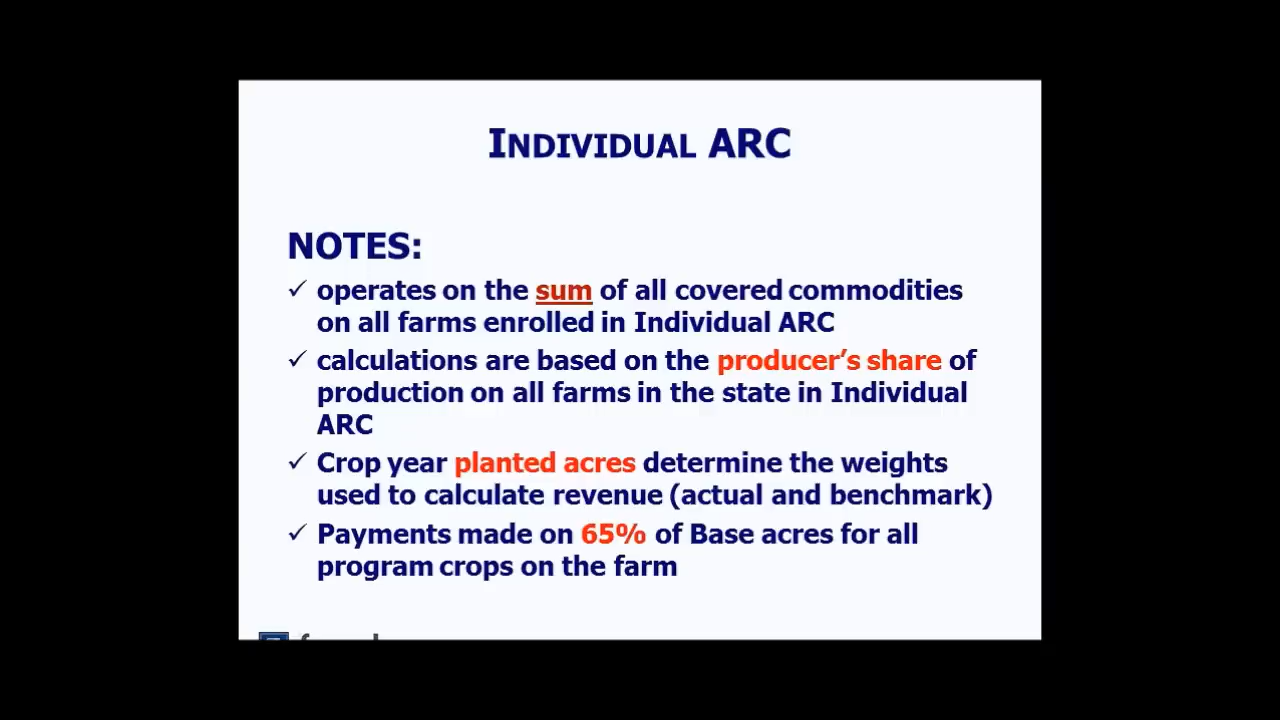 INDIVIDUAL ARC
NOTES:
✓ operates on the sum of all covered commodities
on all farms enrolled in Individual ARC
✓ calculations are based on the producer's share of
production on all farms in the state in Individual
ARC
✓ Crop year planted acres determine the weights
used to calculate revenue (actual and benchmark)
✓ Payments made on 65% of Base acres for all
program crops on the farm